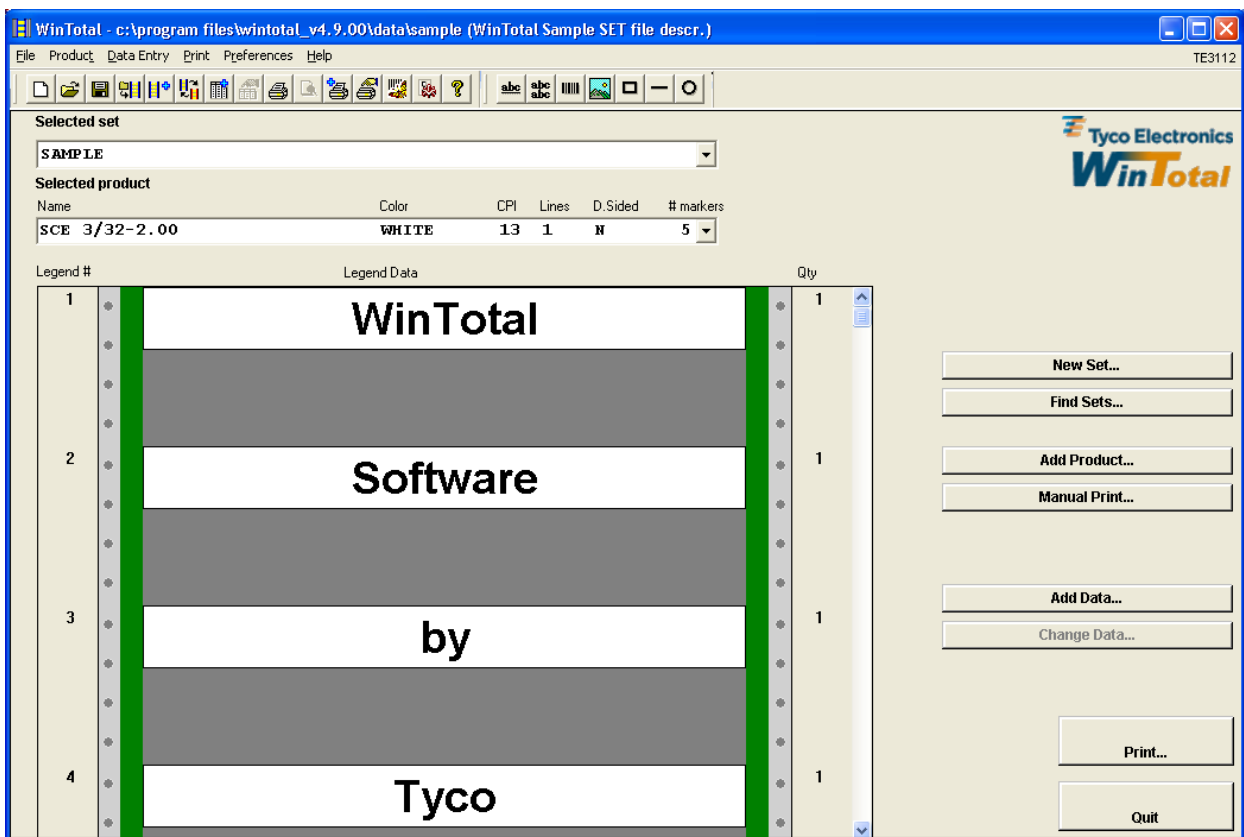 WinTotal - c:\program files\wintotal_v4.9.00\data\sample (WinTotal Sample SET file descr.)
File Product Data Entry Print Preferences Help TE3112
abc abc abc ?
Selected set
SAMPLE
Tyco Electronics
WinTotal
Selected product
Name Color CPI Lines D.Sided # markers
SCE 3/32-2.00 WHITE 13 1 N 5
Legend # Legend Data Qty
1 WinTotal 1
New Set...
Find Sets...
2 Software 1
Add Product...
Manual Print...
Add Data...
3 by 1
Change Data...
Print...
4 Tyco 1
Quit